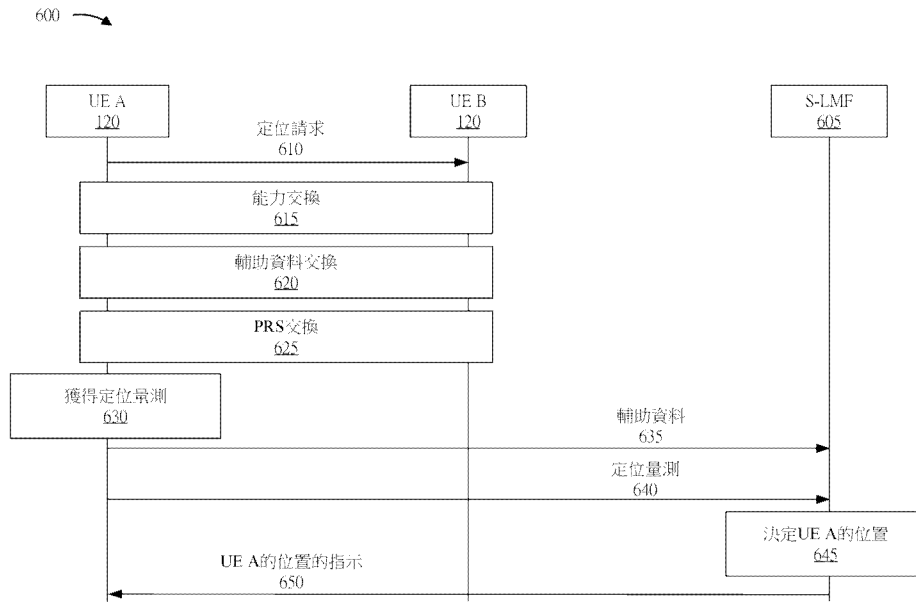 600
UE A
120
UE B
120
S-LMF
605
定位請求
610
能力交換
615
輔助資料交換
620
PRS交換
625
獲得定位量測
630
輔助資料
635
定位量測
640
決定UE A的位置
645
UE A的位置的指示
650